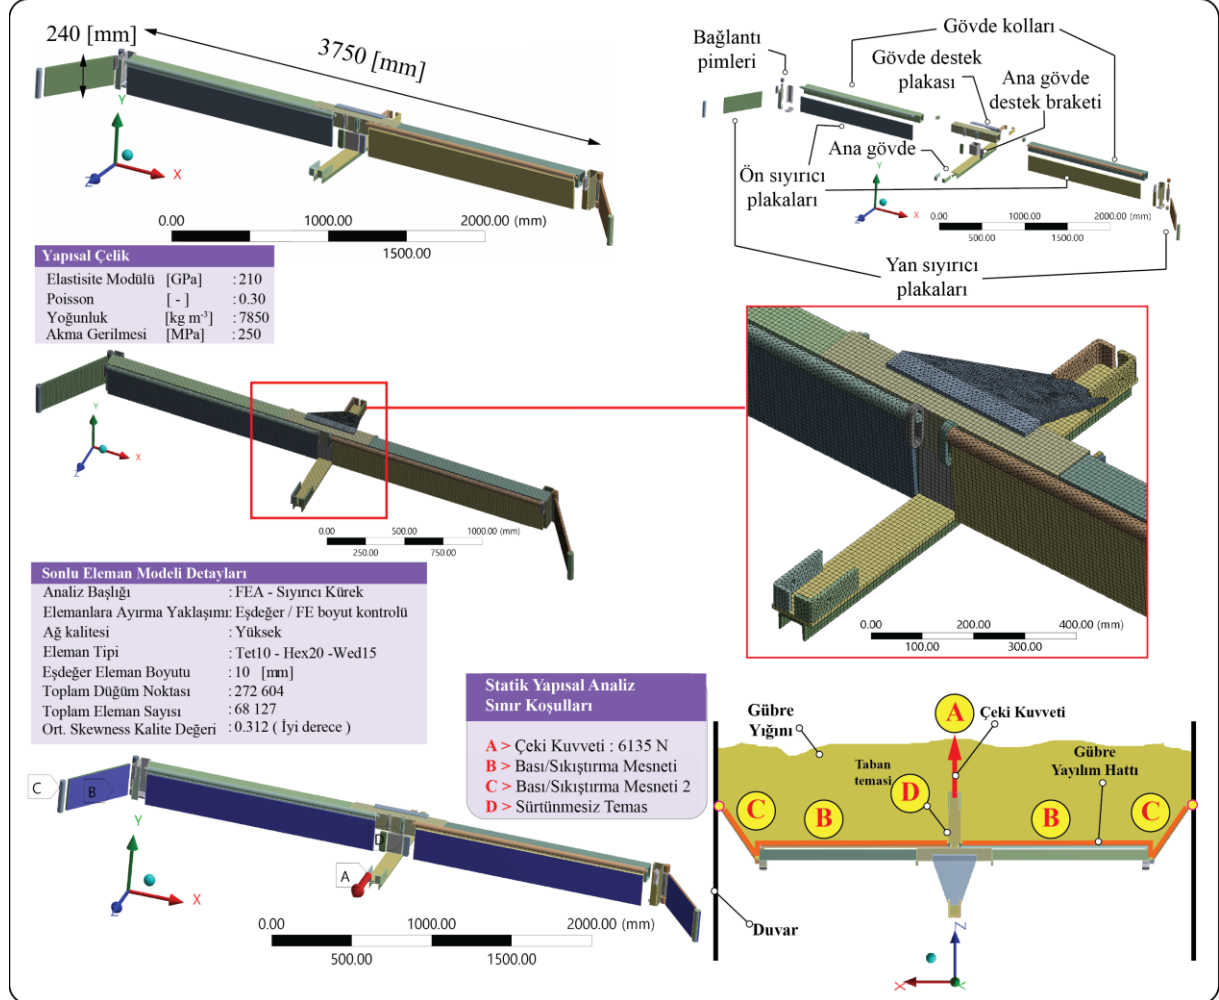 240 [mm]
3750 [mm]
Y
Z
X
0.00 1000.00 2000.00 (mm)
1500.00
Bağlantı
pimleri
Gövde kolları
Gövde destek
plakası
Ana gövde
destek braketi
Ana gövde
Ön sıyırıcı
plakaları
Y
Z
X
0.00 1000.00 2000.00 (mm)
500.00 1500.00
Yan sıyırıcı
plakaları
Yapısal Çelik
Elastisite Modülü [GPa] : 210
Poisson [ - ] : 0.30
Yoğunluk [kg m-3] : 7850
Akma Gerilmesi [MPa] : 250
Y
Z
X
0.00 500.00 1000.00 (mm)
250.00 750.00
0.00 200.00 400.00 (mm)
100.00 300.00
Sonlu Eleman Modeli Detayları
Analiz Başlığı : FEA - Sıyırıcı Kürek
Elemanlara Ayırma Yaklaşımı: Eşdeğer / FE boyut kontrolü
Ağ kalitesi : Yüksek
Eleman Tipi : Tet10 - Hex20 -Wed15
Eşdeğer Eleman Boyutu : 10 [mm]
Toplam Düğüm Noktası : 272 604
Toplam Eleman Sayısı : 68 127
Ort. Skewness Kalite Değeri : 0.312 ( İyi derece )
Statik Yapısal Analiz
Sınır Koşulları
A > Çeki Kuvveti : 6135 N
B > Bası/Sıkıştırma Mesneti
C > Bası/Sıkıştırma Mesneti 2
D > Sürtünmesiz Temas
C
B
D
A
Y
Z
X
0.00 1000.00 2000.00 (mm)
500.00 1500.00
Gübre
Yığını
A
Çeki Kuvveti
Taban
temasi
Gübre
Yayılım Hattı
D
C
B
B
C
Duvar
Z
X
Y